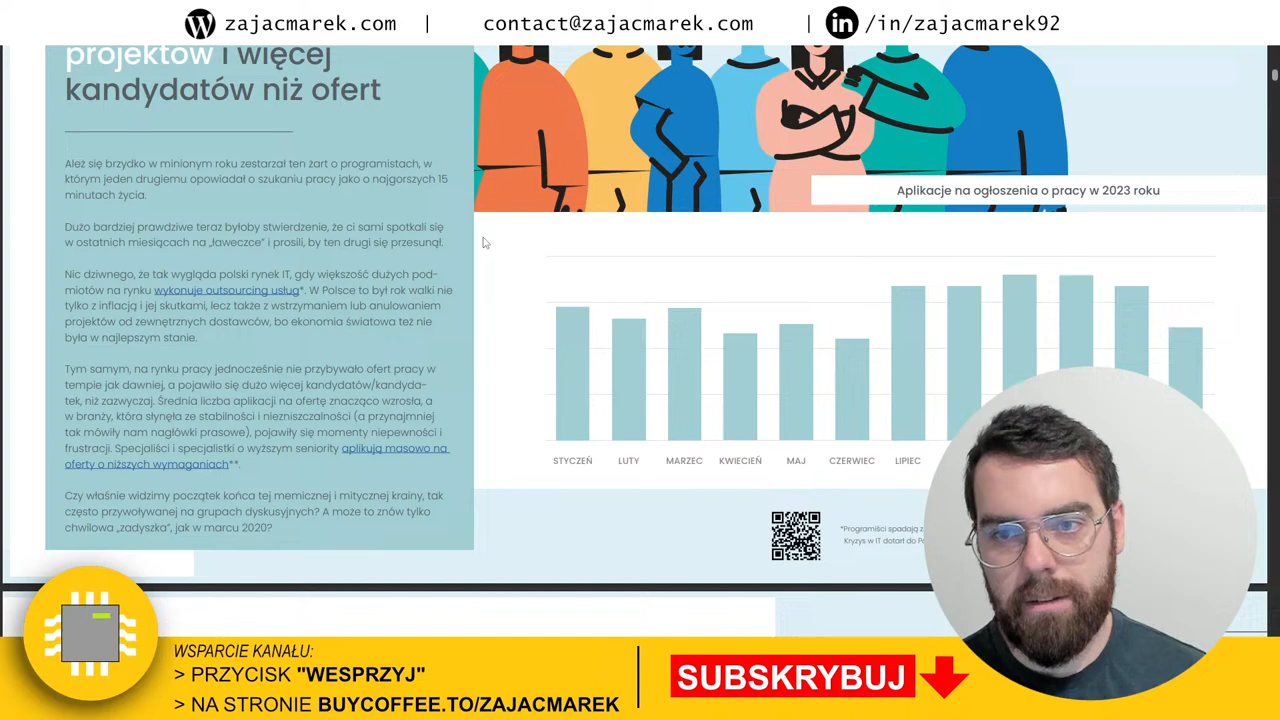 zajacmarek.com | contact@zajacmarek.com | /in/zajacmarek92
projektów i więcej
kandydatów niż ofert
Ależ się brzydko w minionym roku zestarzał ten żart o programistach, w
którym jeden drugiemu opowiadał o szukaniu pracy jako o najgorszych 15
minutach życia.
Dużo bardziej prawdziwe teraz byłoby stwierdzenie, że ci sami spotkali się
w ostatnich miesiącach na „ławeczce" i prosili, by ten drugi się przesunął.
Nic dziwnego, że tak wygląda polski rynek IT, gdy większość dużych pod-
miotów na rynku wykonuje outsourcing usług*. W Polsce to był rok walki nie
tylko z inflacją i jej skutkami, lecz także z wstrzymaniem lub anulowaniem
projektów od zewnętrznych dostawców, bo ekonomia światowa też nie
była w najlepszym stanie.
Tym samym, na rynku pracy jednocześnie nie przybywało ofert pracy w
tempie jak dawniej, a pojawiło się dużo więcej kandydatów/kandyda-
tek, niż zazwyczaj. Średnia liczba aplikacji na ofertę znacząco wzrosła, a
w branży, która słynęła ze stabilności i niezniszczalności (a przynajmniej
tak mówiły nam nagłówki prasowe), pojawiły się momenty niepewności i
frustracji. Specjaliści i specjalistki o wyższym seniority aplikują masowo na
oferty o niższych wymaganiach**.
Czy właśnie widzimy początek końca tej memicznej i mitycznej krainy, tak
często przywoływanej na grupach dyskusyjnych? A może to znów tylko
chwilowa „zadyszka", jak w marcu 2020?
Aplikacje na ogłoszenia o pracy w 2023 roku
STYCZEŃ LUTY MARZEC KWIECIEŃ MAJ CZERWIEC LIPIEC
*Programiści spadają z
Kryzys w IT dotarł do
WSPARCIE KANAŁU:
> PRZYCISK "WESPRZYJ"
> NA STRONIE BUYCOFFEE.TO/ZAJACMAREK
SUBSKRYBUJ